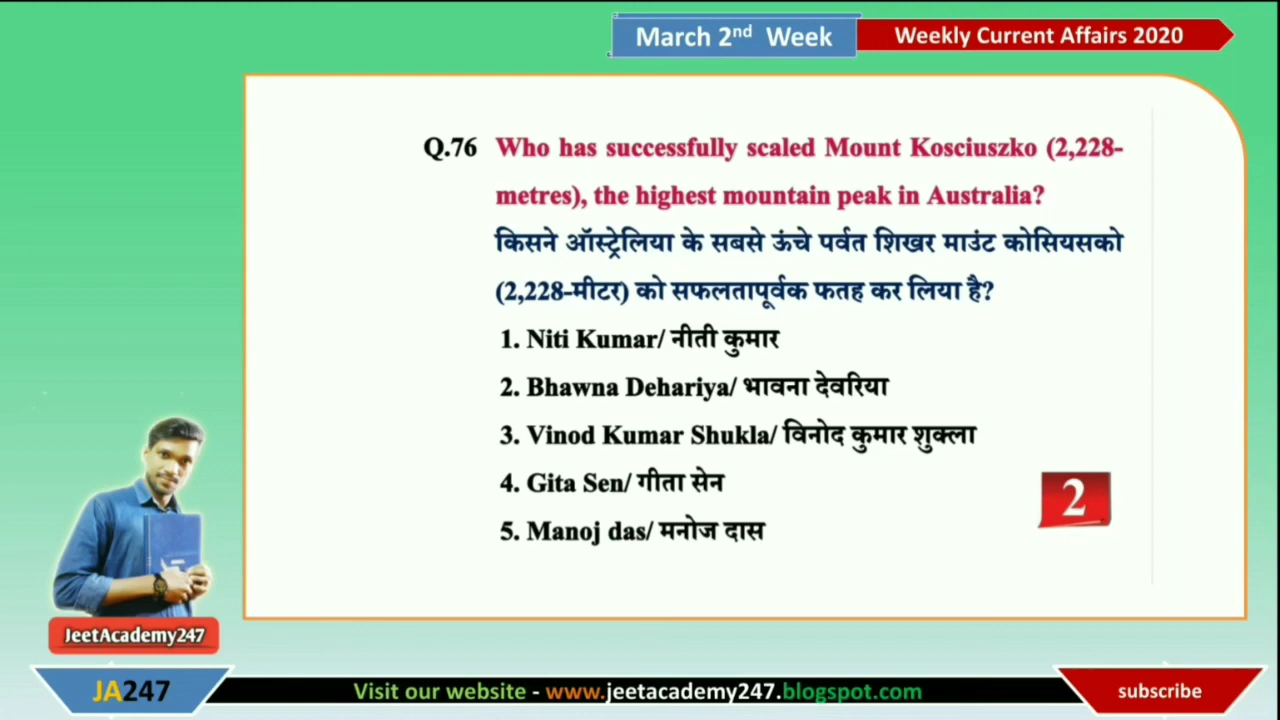 March 2nd Week
Weekly Current Affairs 2020
Q.76 Who has successfully scaled Mount Kosciuszko (2,228-
metres), the highest mountain peak in Australia?
किसने ऑस्ट्रेलिया के सबसे ऊंचे पर्वत शिखर माउंट कोसियसको
(2,228-मीटर) को सफलतापूर्वक फतह कर लिया है?
1. Niti Kumar/ नीती कुमार
2. Bhawna Dehariya/ भावना देवरिया
3. Vinod Kumar Shukla/ विनोद कुमार शुक्ला
4. Gita Sen/ गीता सेन
5. Manoj das/ मनोज दास
2
JeetAcademy247
JA247
Visit our website - www.jeetacademy247.blogspot.com
subscribe